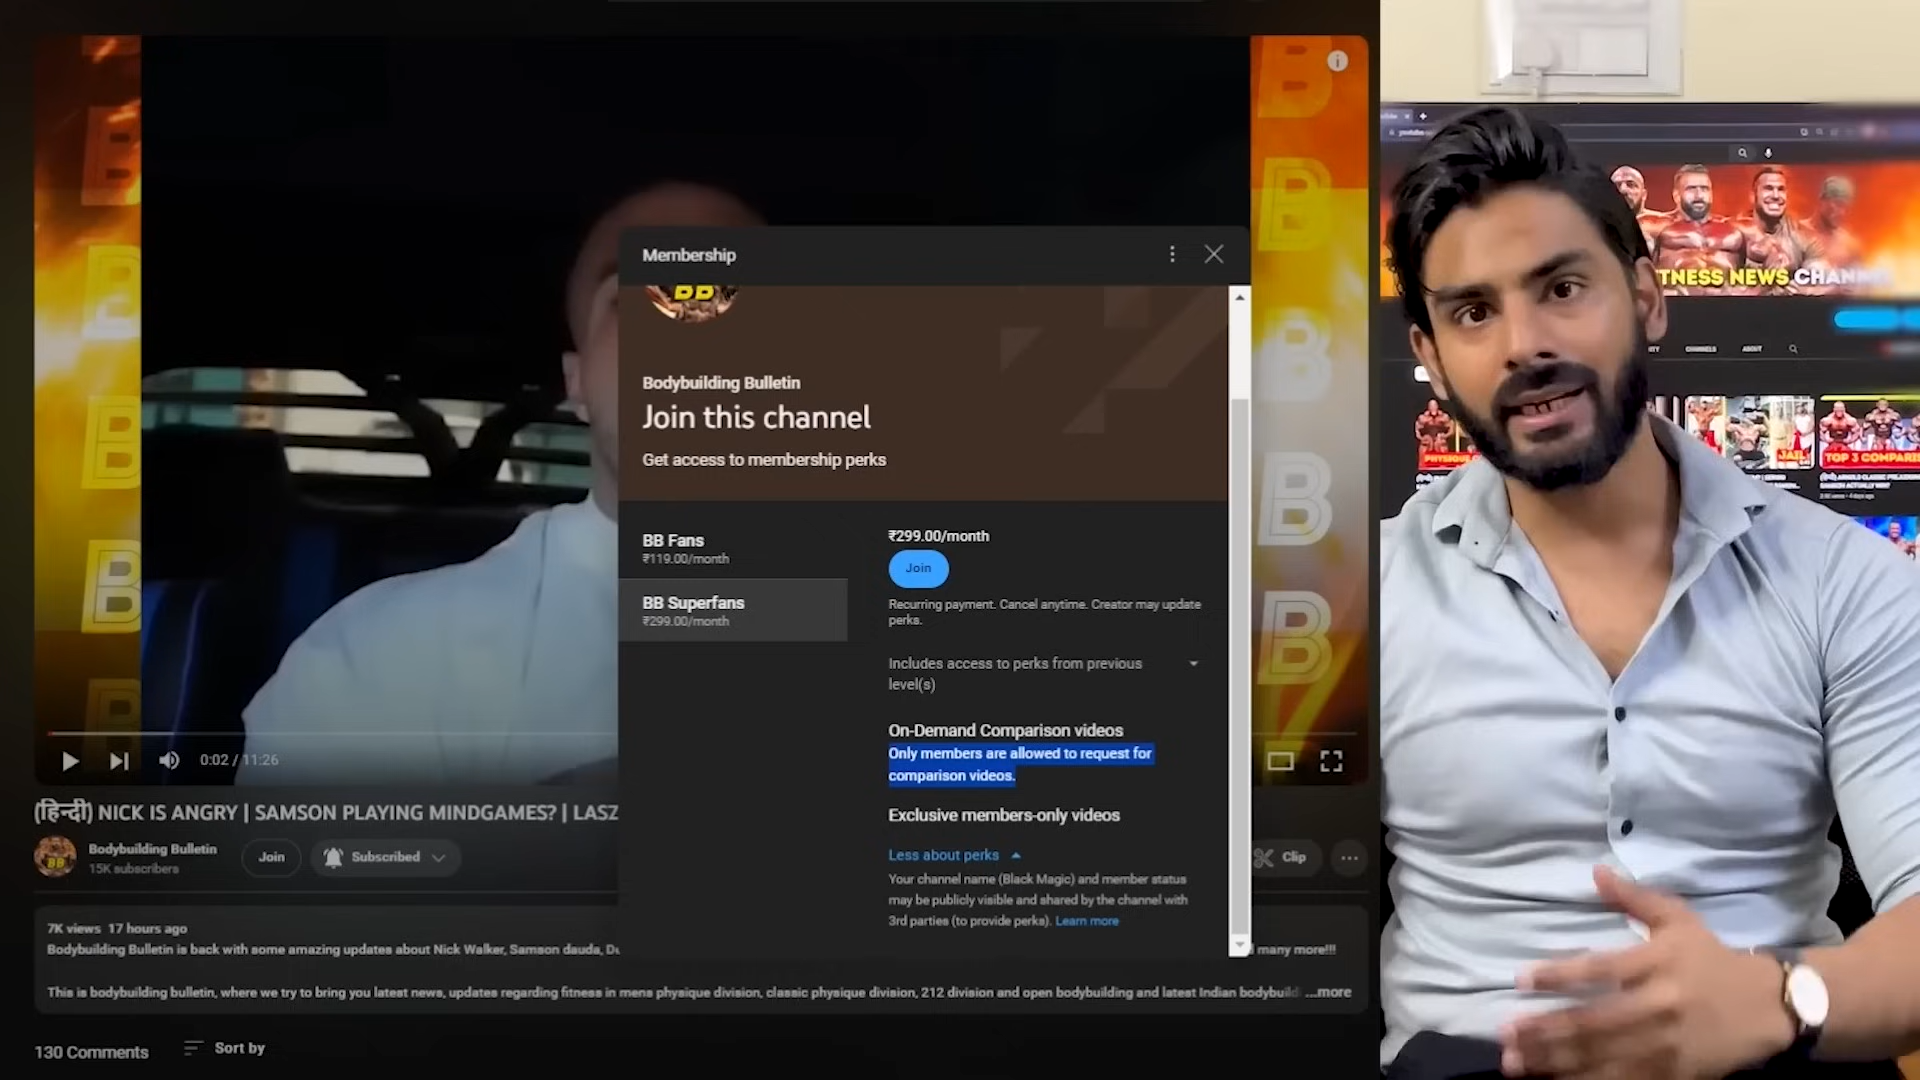 Membership
BB
Bodybuilding Bulletin
Join this channel
Get access to membership perks
BB Fans
₹119.00/month
BB Superfans
₹299.00/month
₹299.00/month
Join
Recurring payment. Cancel anytime. Creator may update
perks.
Includes access to perks from previous
level(s)
On-Demand Comparison videos
Only members are allowed to request for
comparison videos.
Exclusive members-only videos
Less about perks
Your channel name (Black Magic) and member status
may be publicly visible and shared by the channel with
3rd parties (to provide perks). Learn more
0:02 / 11:26
(हिन्दी) NICK IS ANGRY | SAMSON PLAYING MINDGAMES? | LASZ
Bodybuilding Bulletin
15K subscribers
Join
Subscribed
Clip
7K views 17 hours ago
Bodybuilding Bulletin is back with some amazing updates about Nick Walker, Samson dauda, Du
many more!!!
This is bodybuilding bulletin, where we try to bring you latest news, updates regarding fitness in mens physique division, classic physique division, 212 division and open bodybuilding and latest Indian bodybuildi ...more
130 Comments
Sort by
TNESS NEWS CHANN
CHANNELS
ABOUT
JAIL
TOP 3 COMPARIS